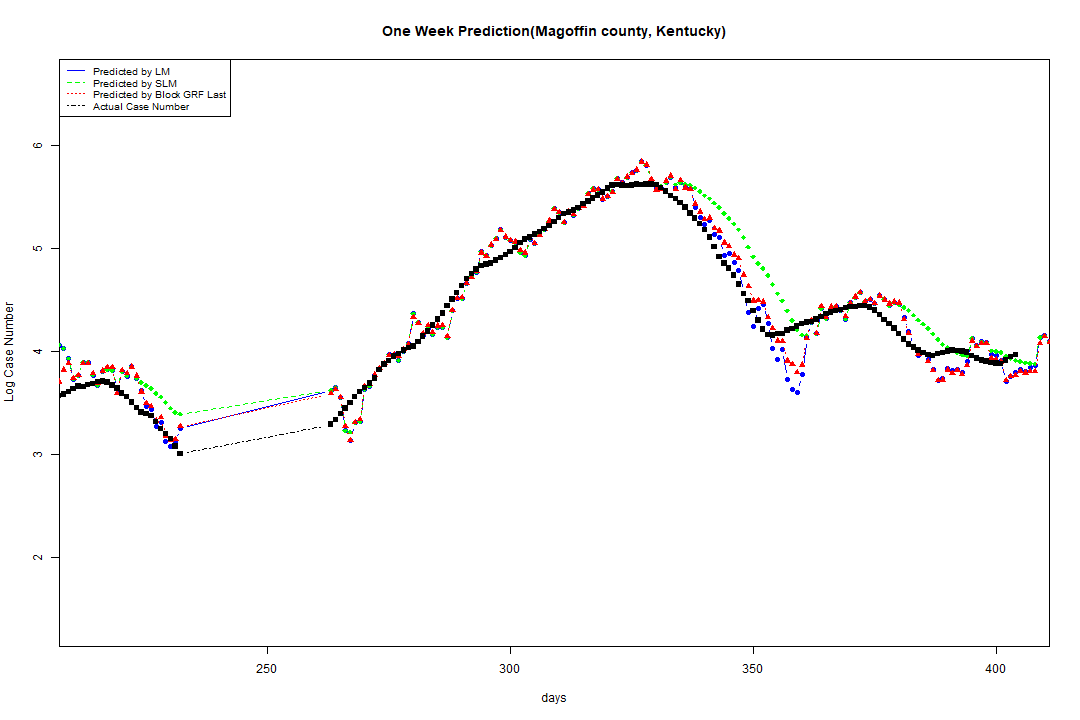 One Week Prediction(Magoffin county, Kentucky)
Predicted by LM
Predicted by SLM
Predicted by Block GRF Last
Actual Case Number
6
5
4
3
2
Log Case Number
250 300 350 400
days